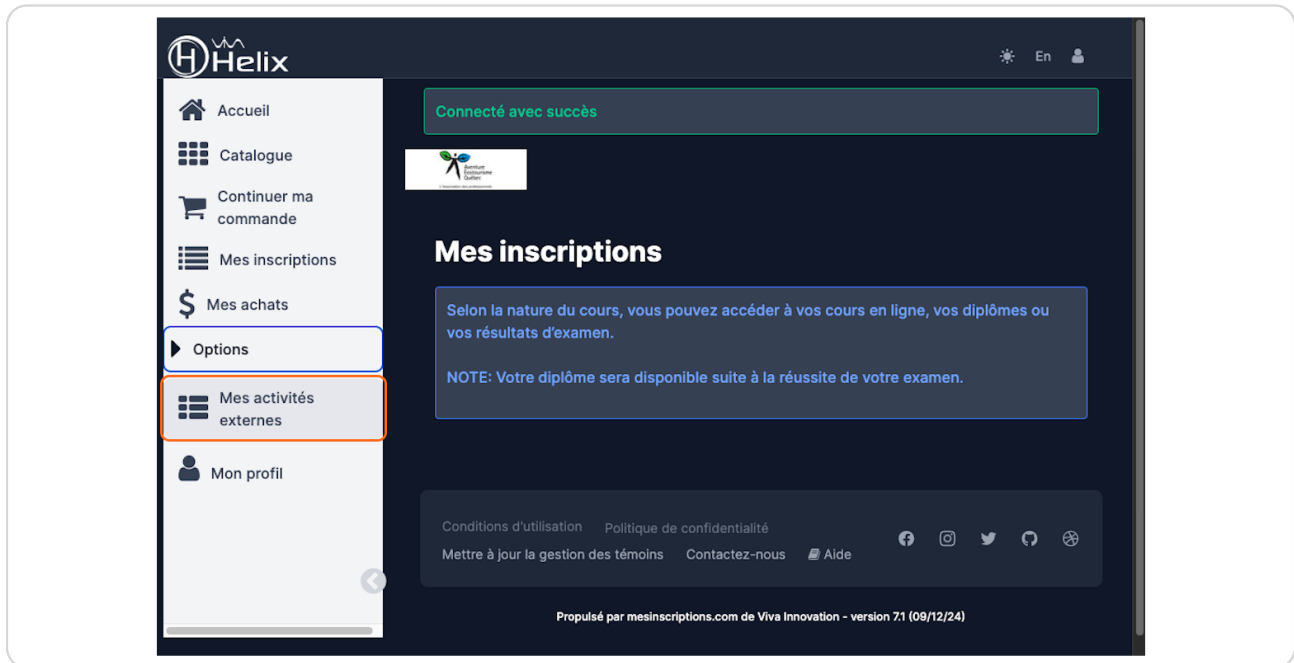 viva
Helix
En
Accueil
Catalogue
Continuer ma
commande
Mes inscriptions
Mes achats
Options
Mes activités
externes
Mon profil
Connecté avec succès
Aventure
Écotourisme
Québec
Mes inscriptions
Selon la nature du cours, vous pouvez accéder à vos cours en ligne, vos diplômes ou
vos résultats d'examen.
NOTE: Votre diplôme sera disponible suite à la réussite de votre examen.
Conditions d'utilisation Politique de confidentialité
Mettre à jour la gestion des témoins Contactez-nous Aide
Propulsé par mesinscriptions.com de Viva Innovation - version 7.1 (09/12/24)